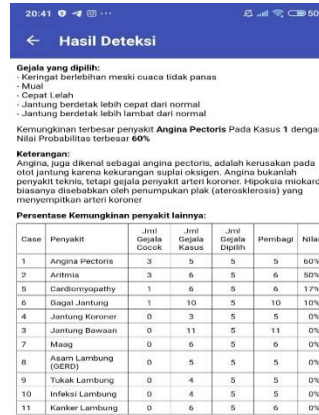 20:41
50
Hasil Deteksi
Gejala yang dipilih:
- Keringat berlebihan meski cuaca tidak panas
- Mual
- Cepat Lelah
- Jantung berdetak lebih cepat dari normal
- Jantung berdetak lebih lambat dari normal
Kemungkinan terbesar penyakit Angina Pectoris Pada Kasus 1 dengan
Nilai Probabilitas terbesar 60%
Keterangan:
Angina, juga dikenal sebagai angina pectoris, adalah kerusakan pada
otot jantung karena kekurangan suplai oksigen. Angina bukanlah
penyakit teknis, tetapi gejala penyakit arteri koroner. Hipoksia miokard
biasanya disebabkan oleh penumpukan plak (aterosklerosis) yang
menyempitkan arteri koroner
Persentase Kemungkinan penyakit lainnya:
Case Penyakit Jml Gejala Cocok Jml Gejala Kasus Jml Gejala Dipilih Pembagi Nilai
1 Angina Pectoris 3 5 5 5 60%
2 Aritmia 3 6 5 6 50%
5 Cardiomyopathy 1 6 5 6 17%
6 Gagal Jantung 1 10 5 10 10%
4 Jantung Koroner 0 3 5 5 0%
3 Jantung Bawaan 0 11 5 11 0%
7 Maag 0 6 5 6 0%
8 Asam Lambung (GERD) 0 5 5 5 0%
9 Tukak Lambung 0 4 5 5 0%
10 Infeksi Lambung 0 4 5 5 0%
11 Kanker Lambung 0 6 5 6 0%